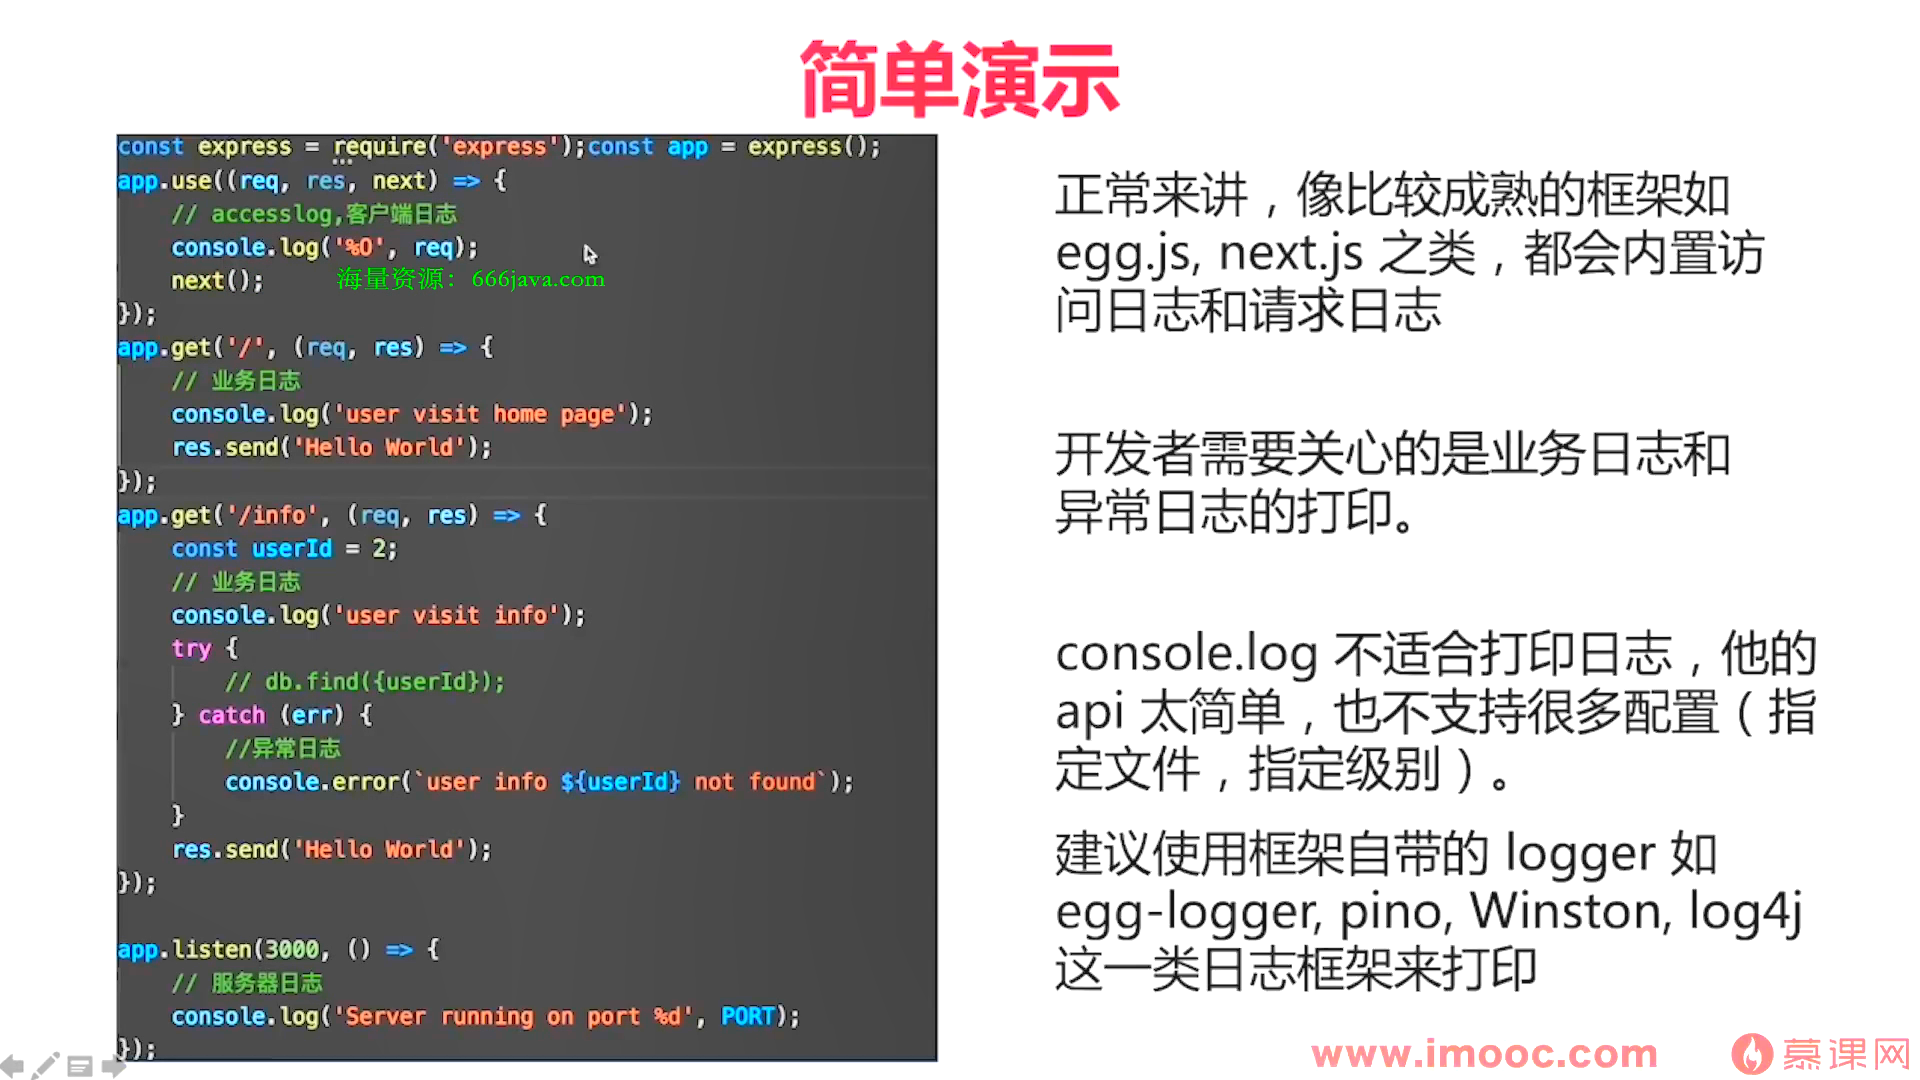 简单演示
const express = require('express');const app = express();
app.use((req, res, next) => {
// accesslog,客户端日志
console.log('%O', req);
next();
海量资源：666java.com
});
app.get('/', (req, res) => {
// 业务日志
console.log('user visit home page');
res.send('Hello World');
});
app.get('/info', (req, res) => {
const userId = 2;
// 业务日志
console.log('user visit info');
try {
// db.find({userId});
} catch (err) {
//异常日志
console.error(`user info ${userId} not found`);
}
res.send('Hello World');
});
app.listen(3000, () => {
// 服务器日志
console.log('Server running on port %d', PORT);
});
正常来讲，像比较成熟的框架如
egg.js, next.js 之类，都会内置访
问日志和请求日志
开发者需要关心的是业务日志和
异常日志的打印。
console.log 不适合打印日志，他的
api 太简单，也不支持很多配置（指
定文件，指定级别）。
建议使用框架自带的 logger 如
egg-logger, pino, Winston, log4j
这一类日志框架来打印
www.imooc.com
慕课网